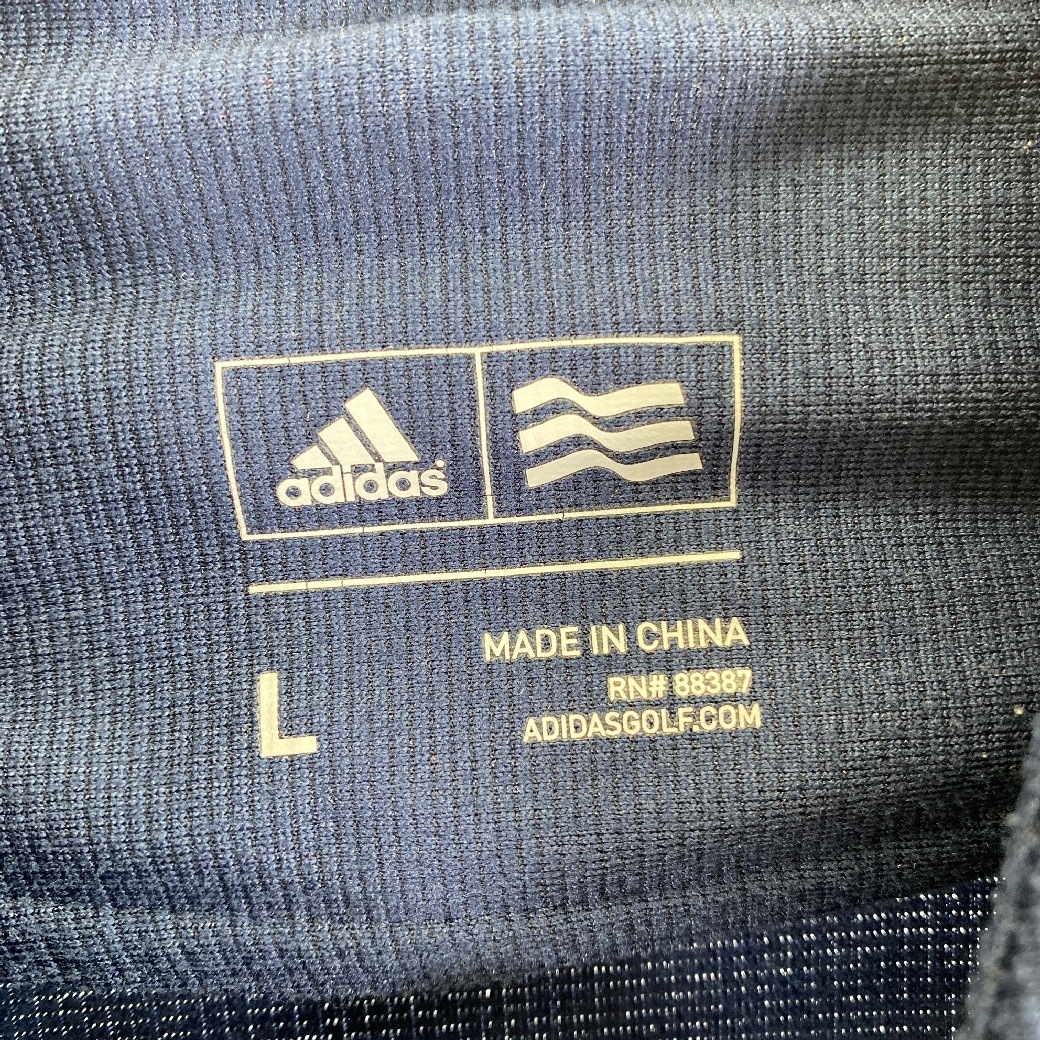 adidas
L
MADE IN CHINA
RN# 88387
ADIDASGOLF.COM